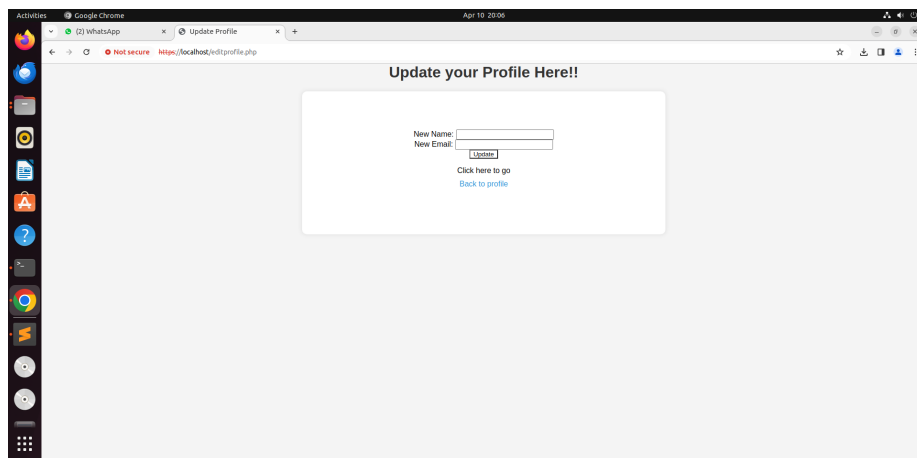 Activities Google Chrome Apr 10 20:06
(2) WhatsApp Update Profile
Not secure https://localhost/editprofile.php
Update your Profile Here!!
New Name:
New Email:
Update
Click here to go
Back to profile